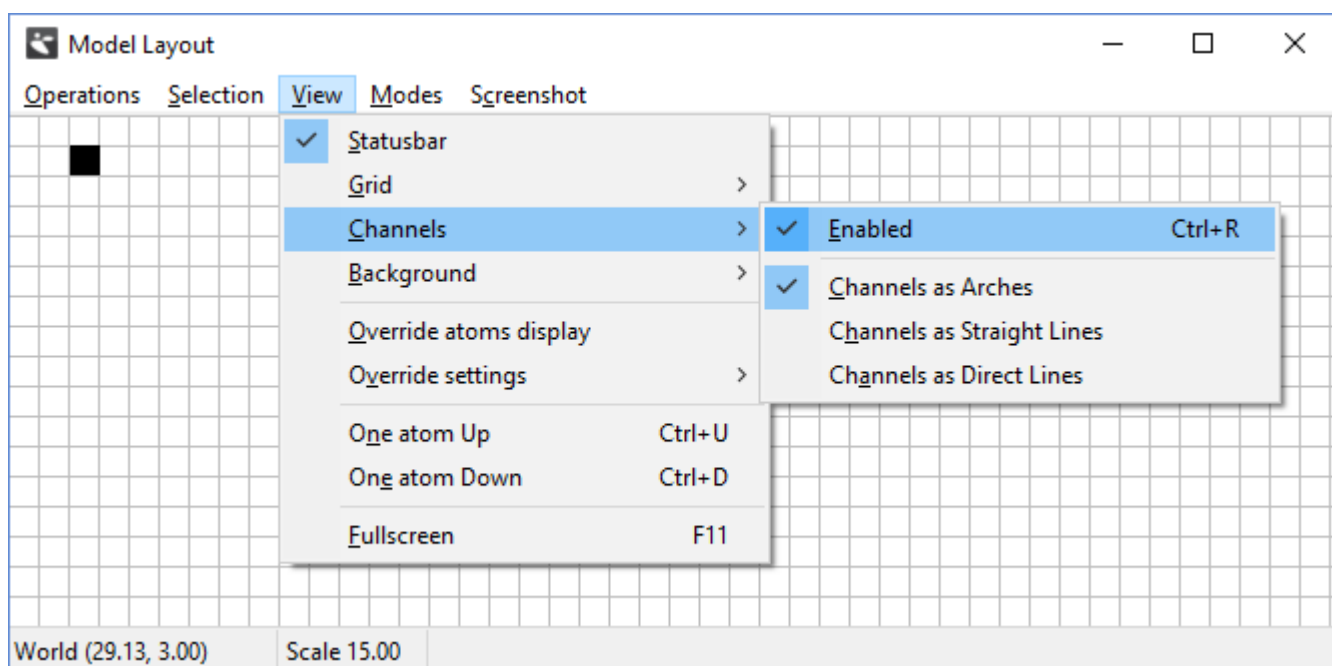 Model Layout
Operations Selection View Modes Screenshot
Statusbar
Grid
Channels
Background
Override atoms display
Override settings
One atom Up Ctrl+U
One atom Down Ctrl+D
Fullscreen F11
Enabled Ctrl+R
Channels as Arches
Channels as Straight Lines
Channels as Direct Lines
World (29.13, 3.00) Scale 15.00